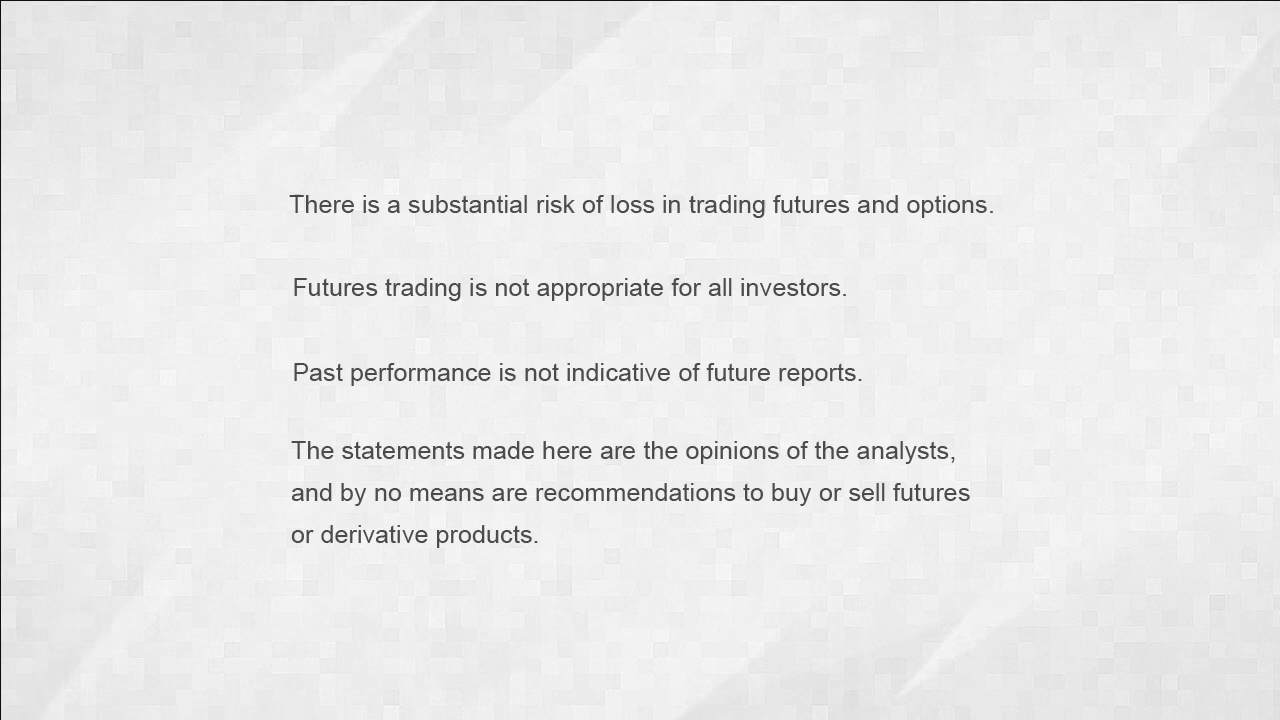 There is a substantial risk of loss in trading futures and options.
Futures trading is not appropriate for all investors.
Past performance is not indicative of future reports.
The statements made here are the opinions of the analysts,
and by no means are recommendations to buy or sell futures
or derivative products.